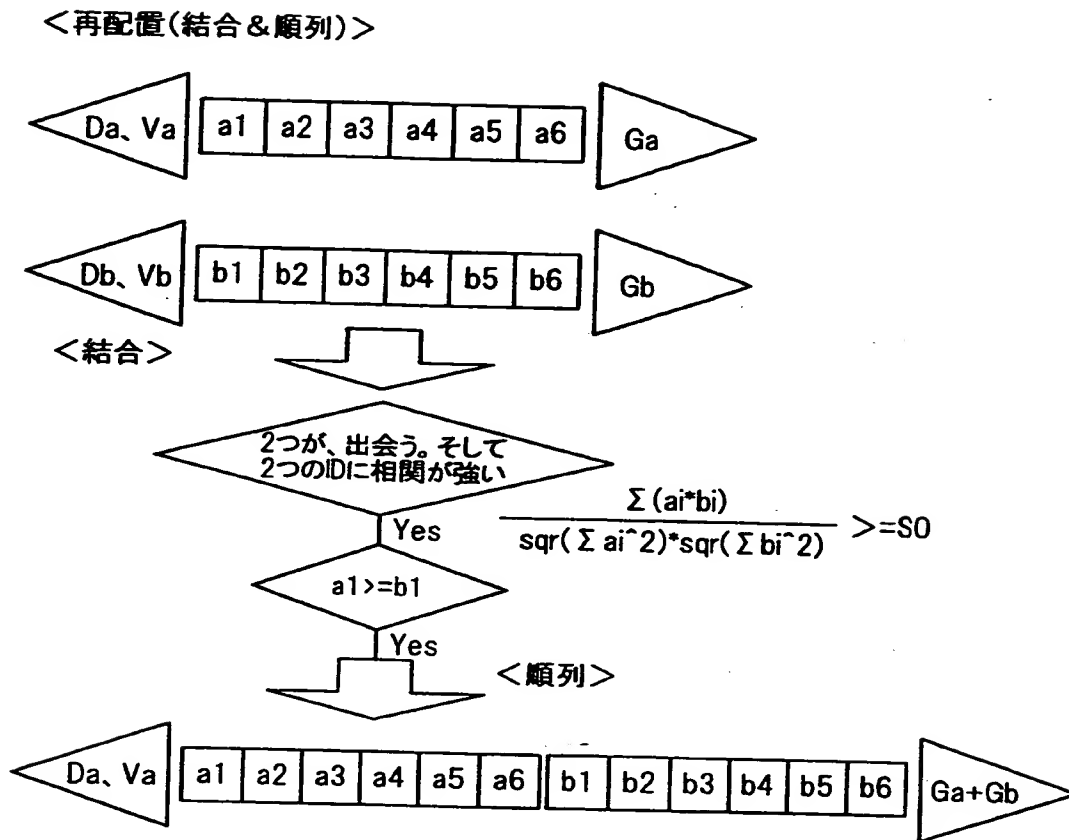 <再配置(結合&順列)>
Da、Va a1 a2 a3 a4 a5 a6 Ga
Db、Vb b1 b2 b3 b4 b5 b6 Gb
<結合>
2つが、出会う。そして
2つのIDに相関が強い
Yes
Σ(ai*bi)
sqr(Σai^2)*sqr(Σbi^2)
>=S0
a1>=b1
Yes
<順列>
Da、Va a1 a2 a3 a4 a5 a6 b1 b2 b3 b4 b5 b6 Ga+Gb